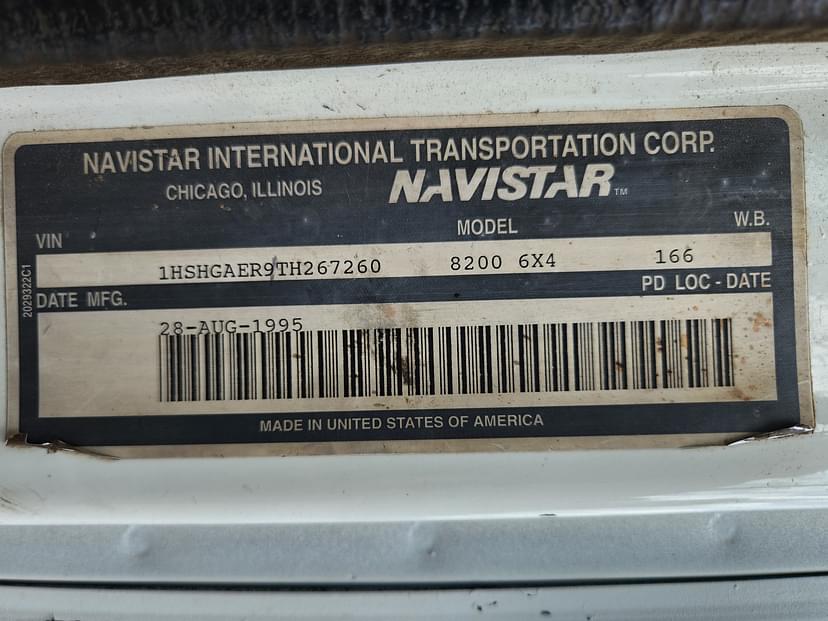 NAVISTAR INTERNATIONAL TRANSPORTATION CORP.
CHICAGO, ILLINOIS NAVISTAR™
VIN MODEL W.B.
1HSHGAER9TH267260 8200 6X4 166
DATE MFG. PD LOC - DATE
28-AUG-1995
MADE IN UNITED STATES OF AMERICA
2029322C1